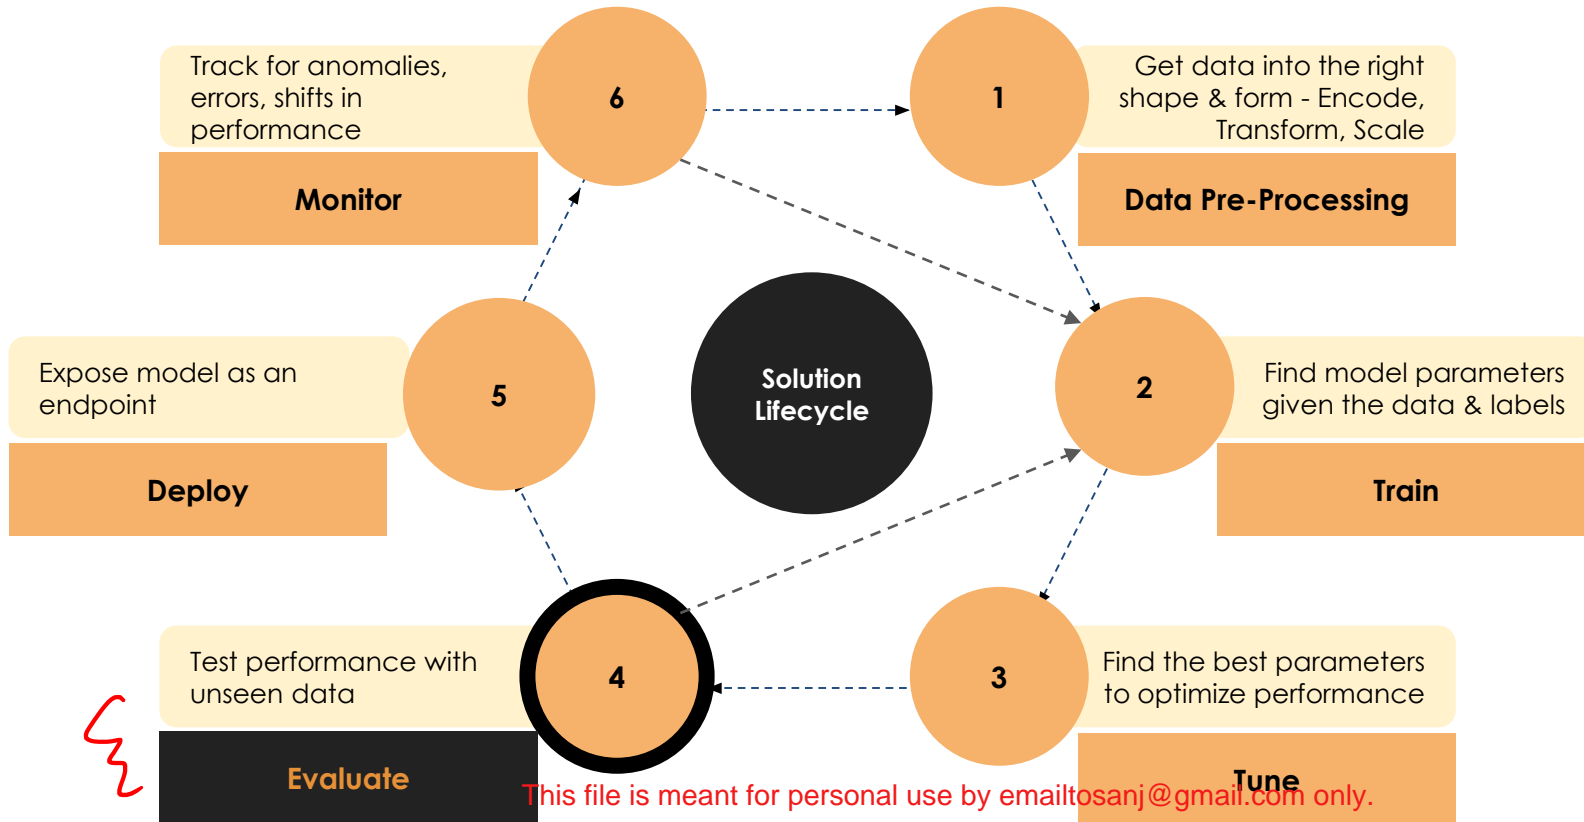 Track for anomalies,
errors, shifts in
performance
Monitor
6
1
Get data into the right
shape & form - Encode,
Transform, Scale
Data Pre-Processing
Expose model as an
endpoint
Deploy
5
Solution
Lifecycle
2
Find model parameters
given the data & labels
Train
Test performance with
unseen data
Evaluate
4
3
Find the best parameters
to optimize performance
Tune
This file is meant for personal use by emailtosanj@gmail.com only.